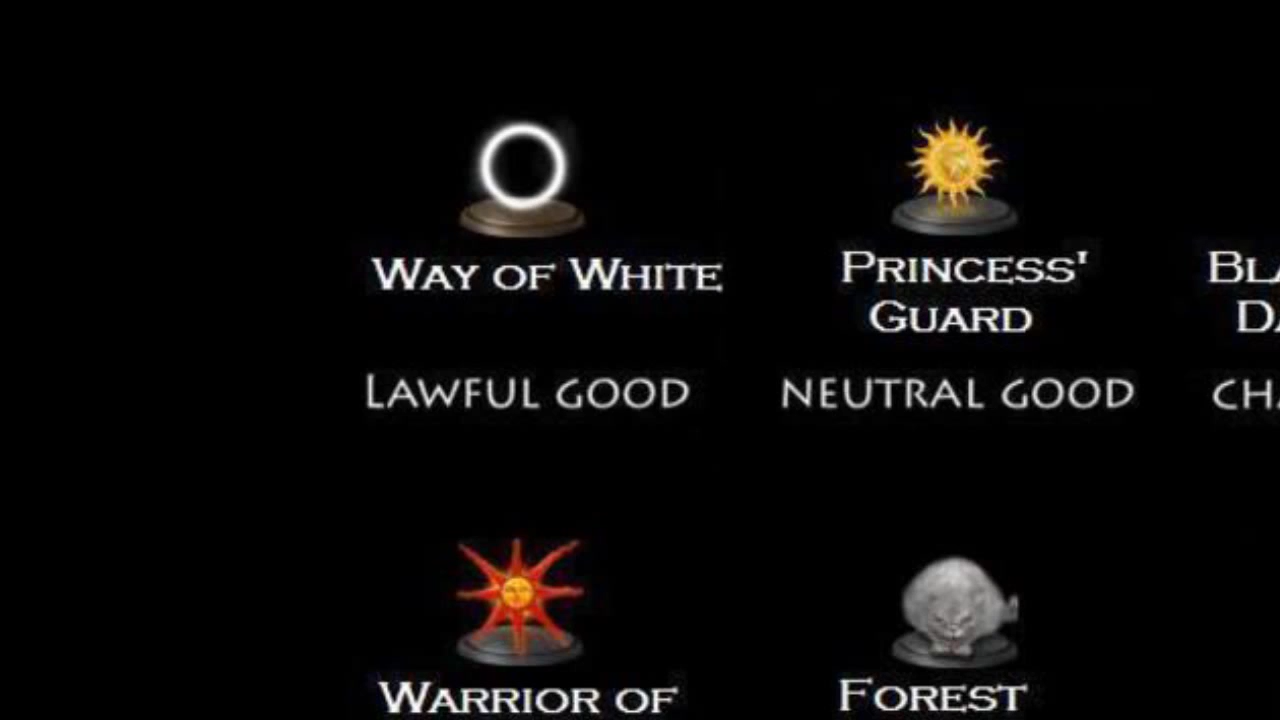 WAY OF WHITE
PRINCESS'
GUARD
LAWFUL GOOD
NEUTRAL GOOD
WARRIOR OF
FOREST